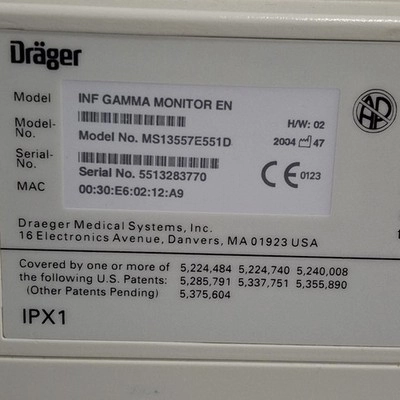 Dräger
Model INF GAMMA MONITOR EN
Model-No. Model No. MS13557E551D
H/W: 02
2004 47
Serial-No. Serial No. 5513283770
CE 0123
MAC 00:30:E6:02:12:A9
Draeger Medical Systems, Inc.
16 Electronics Avenue, Danvers, MA 01923 USA
Covered by one or more of 5,224,484 5,224,740 5,240,008
the following U.S. Patents: 5,285,791 5,337,751 5,355,890
(Other Patents Pending) 5,375,604
IPX1